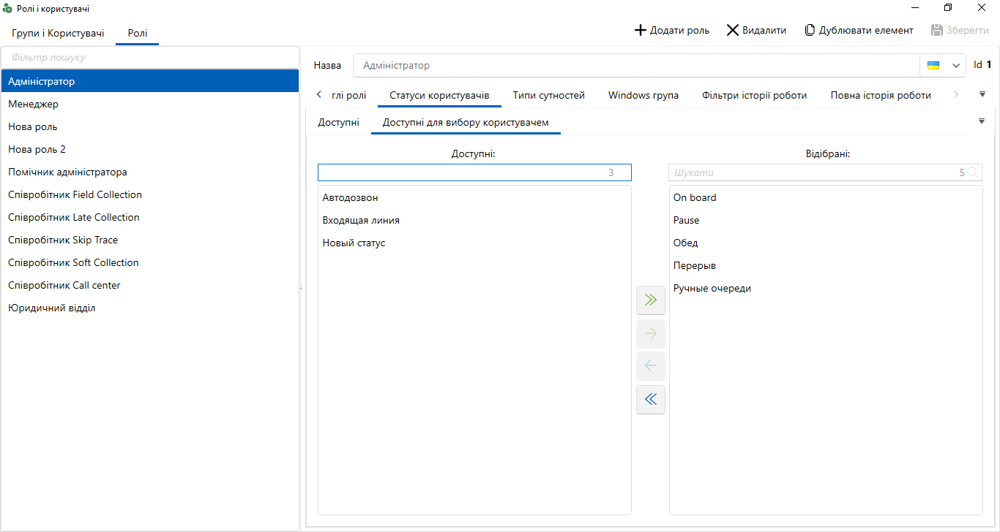 Ролі і користувачі
Групи і Користувачі Ролі
Додати роль Видалити Дублювати елемент Зберегти
Фільтр пошуку
Адміністратор
Менеджер
Нова роль
Нова роль 2
Помічник адміністратора
Співробітник Field Collection
Співробітник Late Collection
Співробітник Skip Trace
Співробітник Soft Collection
Співробітник Call center
Юридичний відділ
Назва Адміністратор Id 1
глі ролі Статуси користувачів Типи сутностей Windows група Фільтри історії роботи Повна історія роботи
Доступні Доступні для вибору користувачем
Доступні:
3
Автодозвон
Входящая линия
Новый статус
Відібрані:
Шукати 5
On board
Pause
Обед
Перерыв
Ручные очереди